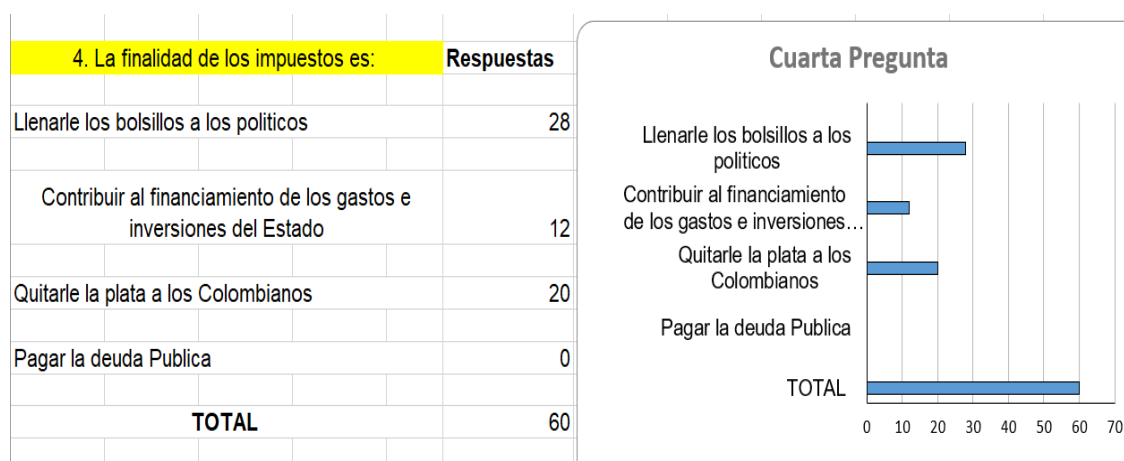 4. La finalidad de los impuestos es: Respuestas
Llenarle los bolsillos a los politicos 28
Contribuir al financiamiento de los gastos e
inversiones del Estado 12
Quitarle la plata a los Colombianos 20
Pagar la deuda Publica 0
TOTAL 60
Cuarta Pregunta
Llenarle los bolsillos a los
politicos
Contribuir al financiamiento
de los gastos e inversiones…
Quitarle la plata a los
Colombianos
Pagar la deuda Publica
TOTAL
0 10 20 30 40 50 60 70